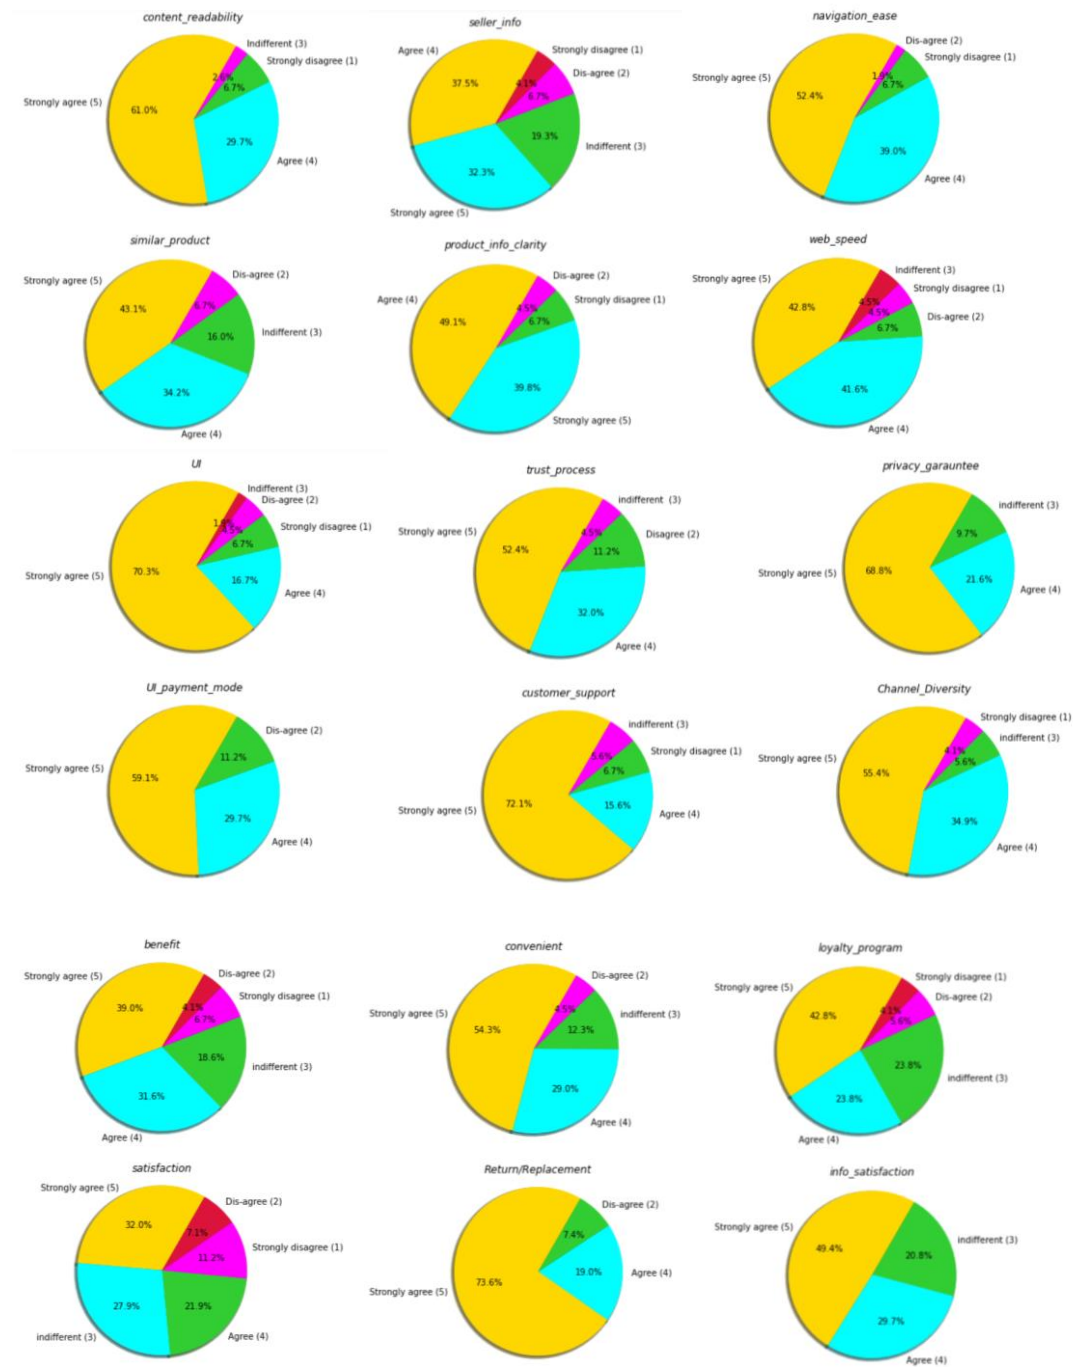 content_readability
Indifferent (3)
Strongly disagree (1)
Strongly agree (5)
Agree (4)
61.0%
2.6%
6.7%
29.7%
seller_info
Agree (4)
Strongly disagree (1)
Dis-agree (2)
Indifferent (3)
Strongly agree (5)
37.5%
4.1%
6.7%
19.3%
32.3%
navigation_ease
Dis-agree (2)
Strongly disagree (1)
Strongly agree (5)
Agree (4)
52.4%
1.9%
6.7%
39.0%
similar_product
Strongly agree (5)
Dis-agree (2)
Indifferent (3)
Agree (4)
43.1%
6.7%
16.0%
34.2%
product_info_clarity
Dis-agree (2)
Agree (4)
Strongly disagree (1)
Strongly agree (5)
49.1%
4.5%
6.7%
39.8%
web_speed
Indifferent (3)
Strongly agree (5)
Strongly disagree (1)
Dis-agree (2)
Agree (4)
42.8%
4.5%
4.5%
6.7%
41.6%
UI
Indifferent (3)
Dis-agree (2)
Strongly disagree (1)
Strongly agree (5)
Agree (4)
4.5%
6.7%
70.3%
16.7%
trust_process
indifferent (3)
Strongly agree (5)
Disagree (2)
Agree (4)
52.4%
4.5%
11.2%
32.0%
privacy_garauntee
indifferent (3)
Strongly agree (5)
Agree (4)
9.7%
68.8%
21.6%
UI_payment_mode
Dis-agree (2)
Strongly agree (5)
Agree (4)
11.2%
59.1%
29.7%
customer_support
indifferent (3)
Strongly disagree (1)
Strongly agree (5)
Agree (4)
5.6%
6.7%
72.1%
15.6%
Channel_Diversity
Strongly disagree (1)
indifferent (3)
Strongly agree (5)
Agree (4)
4.1%
5.6%
55.4%
34.9%
benefit
Strongly agree (5)
Dis-agree (2)
Strongly disagree (1)
indifferent (3)
Agree (4)
39.0%
4.1%
6.7%
18.6%
31.6%
convenient
Dis-agree (2)
Strongly agree (5)
indifferent (3)
Agree (4)
4.5%
54.3%
12.3%
29.0%
loyalty_program
Strongly disagree (1)
Strongly agree (5)
Dis-agree (2)
indifferent (3)
Agree (4)
42.8%
4.1%
5.6%
23.8%
23.8%
satisfaction
Strongly agree (5)
Dis-agree (2)
Strongly disagree (1)
indifferent (3)
Agree (4)
32.0%
7.1%
11.2%
27.9%
21.9%
Return/Replacement
Dis-agree (2)
Agree (4)
Strongly agree (5)
7.4%
19.0%
73.6%
info_satisfaction
Strongly agree (5)
indifferent (3)
Agree (4)
49.4%
20.8%
29.7%